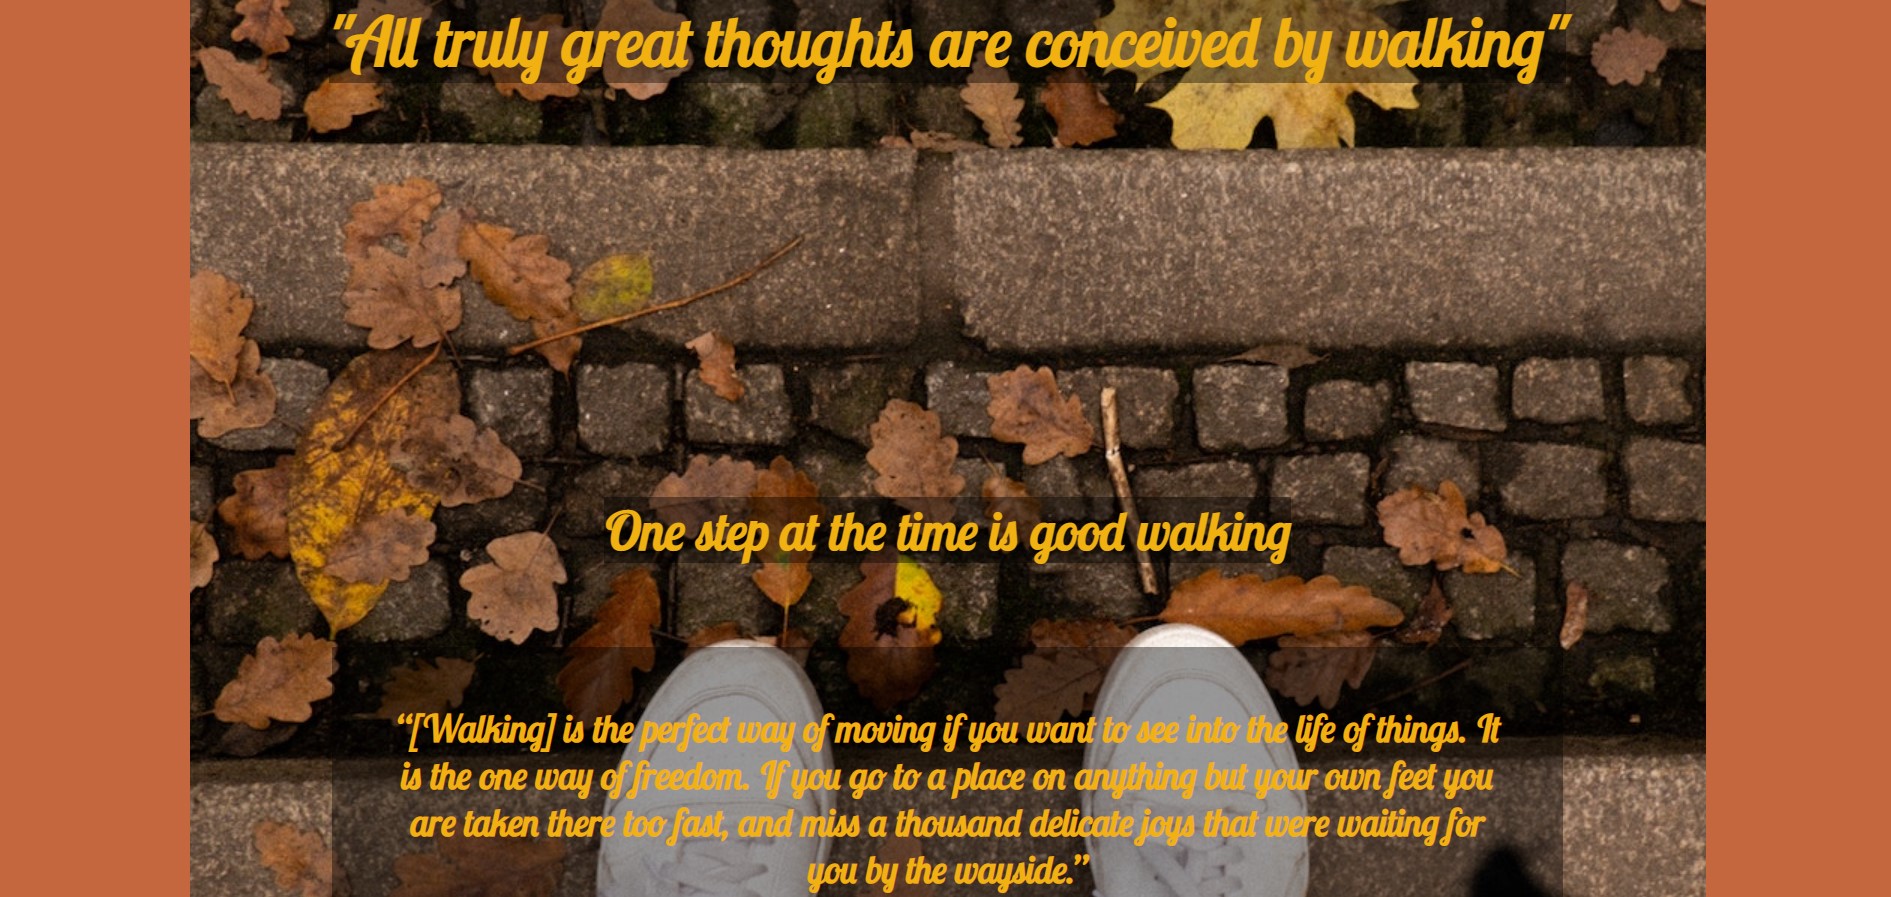 "All truly great thoughts are conceived by walking"
One step at the time is good walking
“[Walking] is the perfect way of moving if you want to see into the life of things. It
is the one way of freedom. If you go to a place on anything but your own feet you
are taken there too fast, and miss a thousand delicate joys that were waiting for
you by the wayside.”